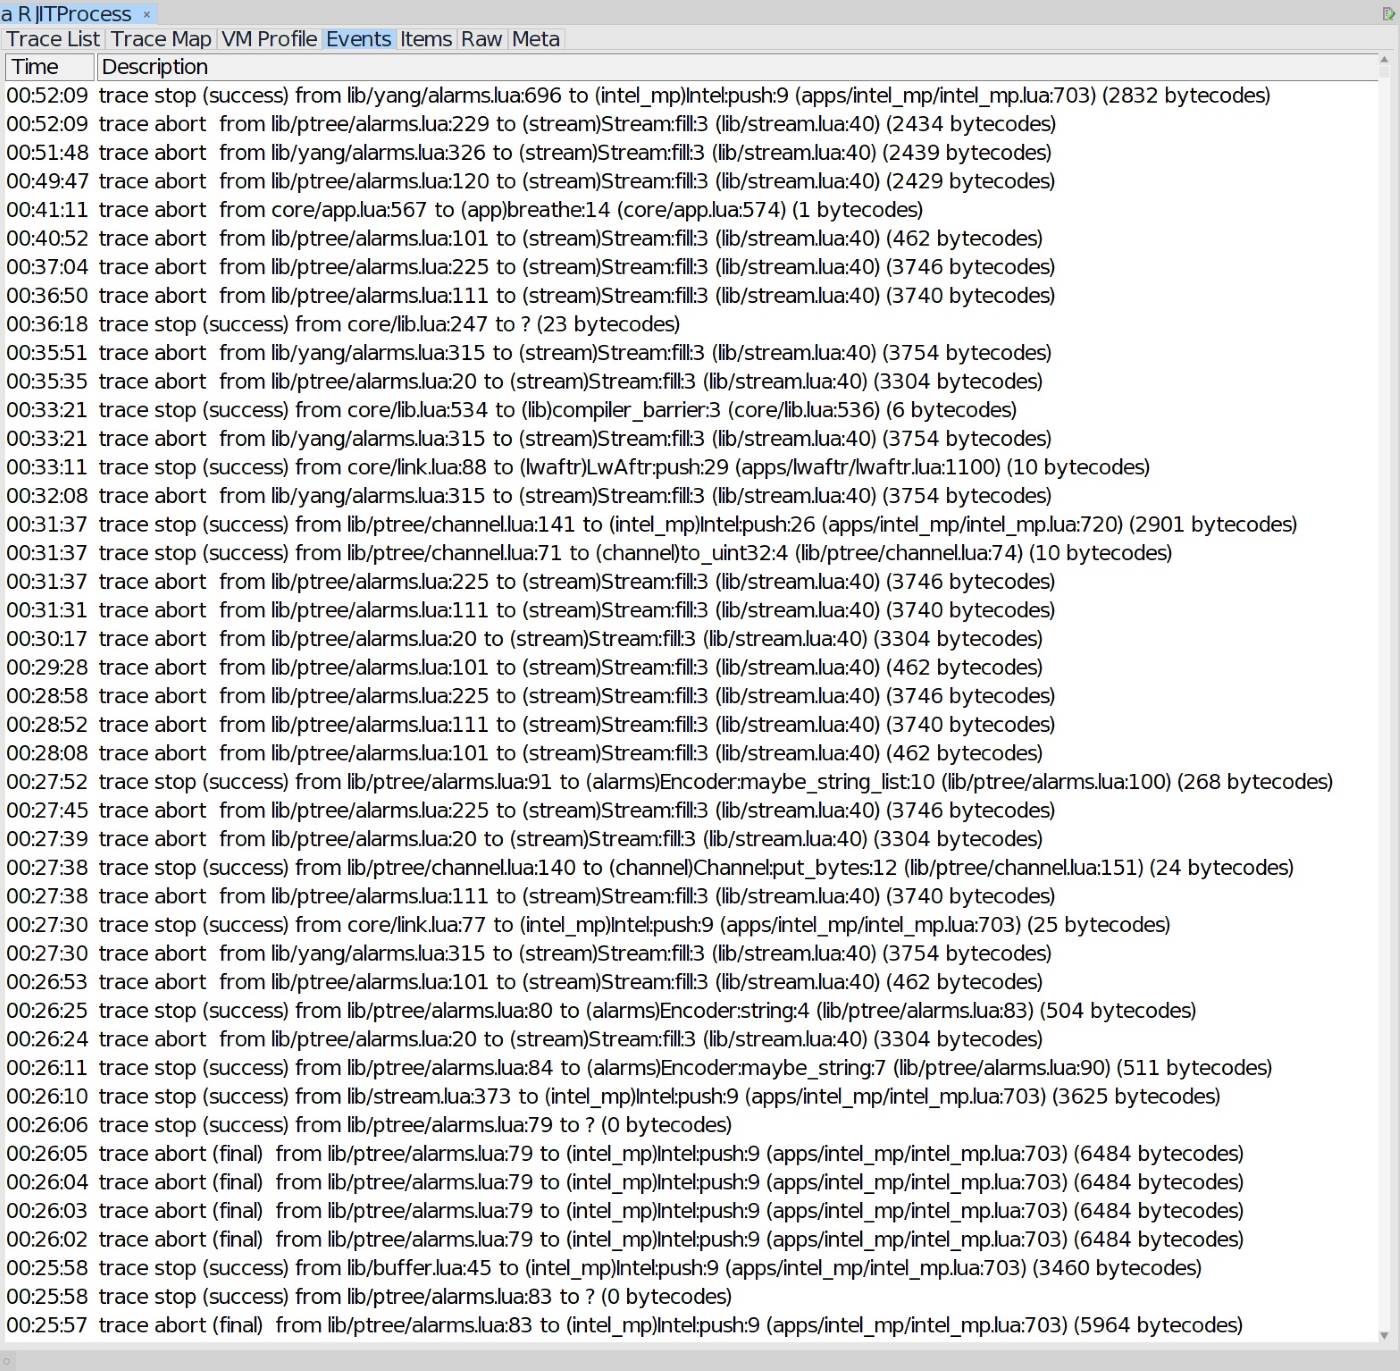 a RJITProcess ×
Trace List Trace Map VM Profile Events Items Raw Meta
Time Description
00:52:09 trace stop (success) from lib/yang/alarms.lua:696 to (intel_mp)Intel:push:9 (apps/intel_mp/intel_mp.lua:703) (2832 bytecodes)
00:52:09 trace abort from lib/ptree/alarms.lua:229 to (stream)Stream:fill:3 (lib/stream.lua:40) (2434 bytecodes)
00:51:48 trace abort from lib/yang/alarms.lua:326 to (stream)Stream:fill:3 (lib/stream.lua:40) (2439 bytecodes)
00:49:47 trace abort from lib/ptree/alarms.lua:120 to (stream)Stream:fill:3 (lib/stream.lua:40) (2429 bytecodes)
00:41:11 trace abort from core/app.lua:567 to (app)breathe:14 (core/app.lua:574) (1 bytecodes)
00:40:52 trace abort from lib/ptree/alarms.lua:101 to (stream)Stream:fill:3 (lib/stream.lua:40) (462 bytecodes)
00:37:04 trace abort from lib/ptree/alarms.lua:225 to (stream)Stream:fill:3 (lib/stream.lua:40) (3746 bytecodes)
00:36:50 trace abort from lib/ptree/alarms.lua:111 to (stream)Stream:fill:3 (lib/stream.lua:40) (3740 bytecodes)
00:36:18 trace stop (success) from core/lib.lua:247 to ? (23 bytecodes)
00:35:51 trace abort from lib/yang/alarms.lua:315 to (stream)Stream:fill:3 (lib/stream.lua:40) (3754 bytecodes)
00:35:35 trace abort from lib/ptree/alarms.lua:20 to (stream)Stream:fill:3 (lib/stream.lua:40) (3304 bytecodes)
00:33:21 trace stop (success) from core/lib.lua:534 to (lib)compiler_barrier:3 (core/lib.lua:536) (6 bytecodes)
00:33:21 trace abort from lib/yang/alarms.lua:315 to (stream)Stream:fill:3 (lib/stream.lua:40) (3754 bytecodes)
00:33:11 trace stop (success) from core/link.lua:88 to (lwaftr)LwAftr:push:29 (apps/lwaftr/lwaftr.lua:1100) (10 bytecodes)
00:32:08 trace abort from lib/yang/alarms.lua:315 to (stream)Stream:fill:3 (lib/stream.lua:40) (3754 bytecodes)
00:31:37 trace stop (success) from lib/ptree/channel.lua:141 to (intel_mp)Intel:push:26 (apps/intel_mp/intel_mp.lua:720) (2901 bytecodes)
00:31:37 trace stop (success) from lib/ptree/channel.lua:71 to (channel)to_uint32:4 (lib/ptree/channel.lua:74) (10 bytecodes)
00:31:37 trace abort from lib/ptree/alarms.lua:225 to (stream)Stream:fill:3 (lib/stream.lua:40) (3746 bytecodes)
00:31:31 trace abort from lib/ptree/alarms.lua:111 to (stream)Stream:fill:3 (lib/stream.lua:40) (3740 bytecodes)
00:30:17 trace abort from lib/ptree/alarms.lua:20 to (stream)Stream:fill:3 (lib/stream.lua:40) (3304 bytecodes)
00:29:28 trace abort from lib/ptree/alarms.lua:101 to (stream)Stream:fill:3 (lib/stream.lua:40) (462 bytecodes)
00:28:58 trace abort from lib/ptree/alarms.lua:225 to (stream)Stream:fill:3 (lib/stream.lua:40) (3746 bytecodes)
00:28:52 trace abort from lib/ptree/alarms.lua:111 to (stream)Stream:fill:3 (lib/stream.lua:40) (3740 bytecodes)
00:28:08 trace abort from lib/ptree/alarms.lua:101 to (stream)Stream:fill:3 (lib/stream.lua:40) (462 bytecodes)
00:27:52 trace stop (success) from lib/ptree/alarms.lua:91 to (alarms)Encoder:maybe_string_list:10 (lib/ptree/alarms.lua:100) (268 bytecodes)
00:27:45 trace abort from lib/ptree/alarms.lua:225 to (stream)Stream:fill:3 (lib/stream.lua:40) (3746 bytecodes)
00:27:39 trace abort from lib/ptree/alarms.lua:20 to (stream)Stream:fill:3 (lib/stream.lua:40) (3304 bytecodes)
00:27:38 trace stop (success) from lib/ptree/channel.lua:140 to (channel)Channel:put_bytes:12 (lib/ptree/channel.lua:151) (24 bytecodes)
00:27:38 trace abort from lib/ptree/alarms.lua:111 to (stream)Stream:fill:3 (lib/stream.lua:40) (3740 bytecodes)
00:27:30 trace stop (success) from core/link.lua:77 to (intel_mp)Intel:push:9 (apps/intel_mp/intel_mp.lua:703) (25 bytecodes)
00:27:30 trace abort from lib/yang/alarms.lua:315 to (stream)Stream:fill:3 (lib/stream.lua:40) (3754 bytecodes)
00:26:53 trace abort from lib/ptree/alarms.lua:101 to (stream)Stream:fill:3 (lib/stream.lua:40) (462 bytecodes)
00:26:25 trace stop (success) from lib/ptree/alarms.lua:80 to (alarms)Encoder:string:4 (lib/ptree/alarms.lua:83) (504 bytecodes)
00:26:24 trace abort from lib/ptree/alarms.lua:20 to (stream)Stream:fill:3 (lib/stream.lua:40) (3304 bytecodes)
00:26:11 trace stop (success) from lib/ptree/alarms.lua:84 to (alarms)Encoder:maybe_string:7 (lib/ptree/alarms.lua:90) (511 bytecodes)
00:26:10 trace stop (success) from lib/stream.lua:373 to (intel_mp)Intel:push:9 (apps/intel_mp/intel_mp.lua:703) (3625 bytecodes)
00:26:06 trace stop (success) from lib/ptree/alarms.lua:79 to ? (0 bytecodes)
00:26:05 trace abort (final) from lib/ptree/alarms.lua:79 to (intel_mp)Intel:push:9 (apps/intel_mp/intel_mp.lua:703) (6484 bytecodes)
00:26:04 trace abort (final) from lib/ptree/alarms.lua:79 to (intel_mp)Intel:push:9 (apps/intel_mp/intel_mp.lua:703) (6484 bytecodes)
00:26:03 trace abort (final) from lib/ptree/alarms.lua:79 to (intel_mp)Intel:push:9 (apps/intel_mp/intel_mp.lua:703) (6484 bytecodes)
00:26:02 trace abort (final) from lib/ptree/alarms.lua:79 to (intel_mp)Intel:push:9 (apps/intel_mp/intel_mp.lua:703) (6484 bytecodes)
00:25:58 trace stop (success) from lib/buffer.lua:45 to (intel_mp)Intel:push:9 (apps/intel_mp/intel_mp.lua:703) (3460 bytecodes)
00:25:58 trace stop (success) from lib/ptree/alarms.lua:83 to ? (0 bytecodes)
00:25:57 trace abort (final) from lib/ptree/alarms.lua:83 to (intel_mp)Intel:push:9 (apps/intel_mp/intel_mp.lua:703) (5964 bytecodes)